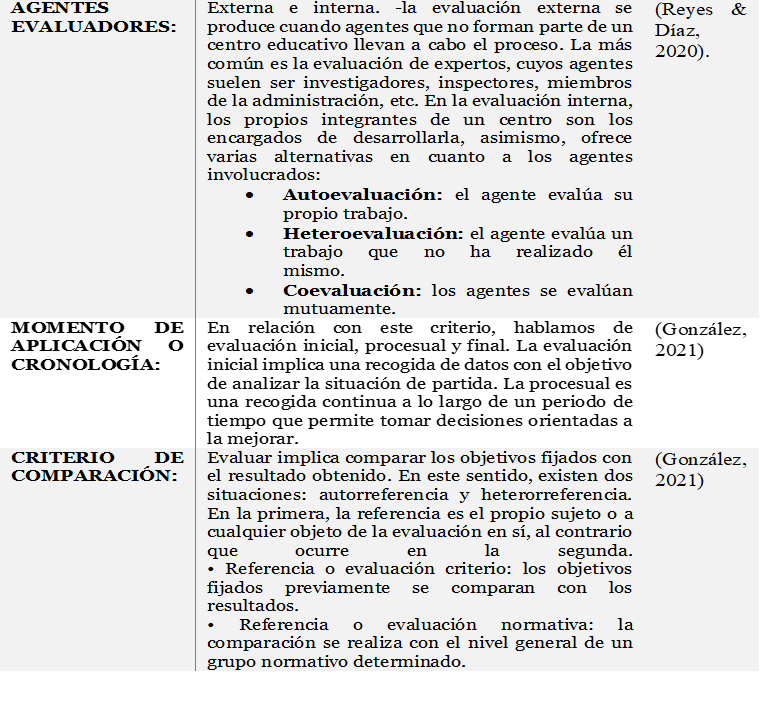 AGENTES
EVALUADORES:
Externa e interna. -la evaluación externa se
produce cuando agentes que no forman parte de un
centro educativo llevan a cabo el proceso. La más
común es la evaluación de expertos, cuyos agentes
suelen ser investigadores, inspectores, miembros
de la administración, etc. En la evaluación interna,
los propios integrantes de un centro son los
encargados de desarrollarla, asimismo, ofrece
varias alternativas en cuanto a los agentes
involucrados:
• Autoevaluación: el agente evalúa su
propio trabajo.
• Heteroevaluación: el agente evalúa un
trabajo que no ha realizado él
mismo.
• Coevaluación: los agentes se evalúan
mutuamente.
(Reyes &
Díaz,
2020).
MOMENTO DE
APLICACIÓN O
CRONOLOGÍA:
En relación con este criterio, hablamos de
evaluación inicial, procesual y final. La evaluación
inicial implica una recogida de datos con el objetivo
de analizar la situación de partida. La procesual es
una recogida continua a lo largo de un periodo de
tiempo que permite tomar decisiones orientadas a
la mejorar.
(González,
2021)
CRITERIO DE
COMPARACIÓN:
Evaluar implica comparar los objetivos fijados con
el resultado obtenido. En este sentido, existen dos
situaciones: autorreferencia y heterorreferencia.
En la primera, la referencia es el propio sujeto o a
cualquier objeto de la evaluación en sí, al contrario
que ocurre en la segunda.
• Referencia o evaluación criterio: los objetivos
fijados previamente se comparan con los
resultados.
• Referencia o evaluación normativa: la
comparación se realiza con el nivel general de un
grupo normativo determinado.
(González,
2021)